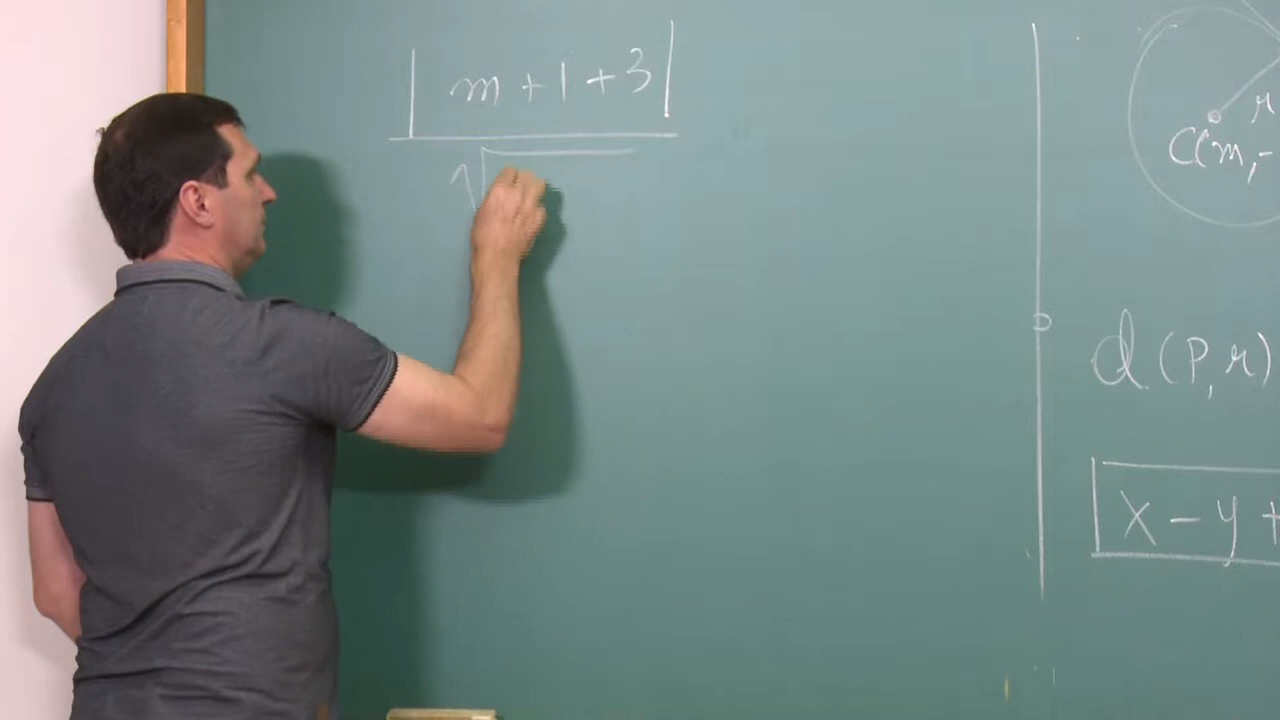 | m + 1 + 3 |
√
r
C(m, -
d (P, r)
x - y +